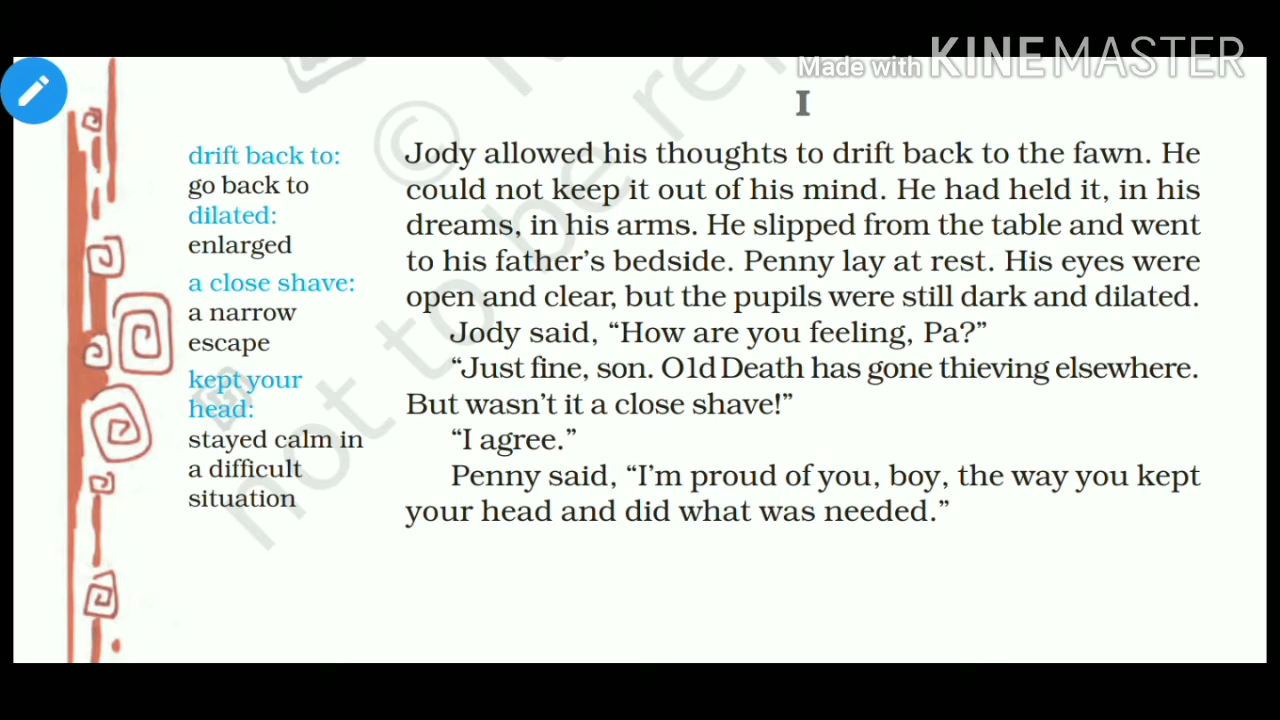 Made with KINEMASTER
I
drift back to:
go back to
dilated:
enlarged
a close shave:
a narrow
escape
kept your
head:
stayed calm in
a difficult
situation
Jody allowed his thoughts to drift back to the fawn. He
could not keep it out of his mind. He had held it, in his
dreams, in his arms. He slipped from the table and went
to his father's bedside. Penny lay at rest. His eyes were
open and clear, but the pupils were still dark and dilated.
Jody said, “How are you feeling, Pa?”
“Just fine, son. Old Death has gone thieving elsewhere.
But wasn't it a close shave!”
“I agree.”
Penny said, “I'm proud of you, boy, the way you kept
your head and did what was needed.”
©
not to be re